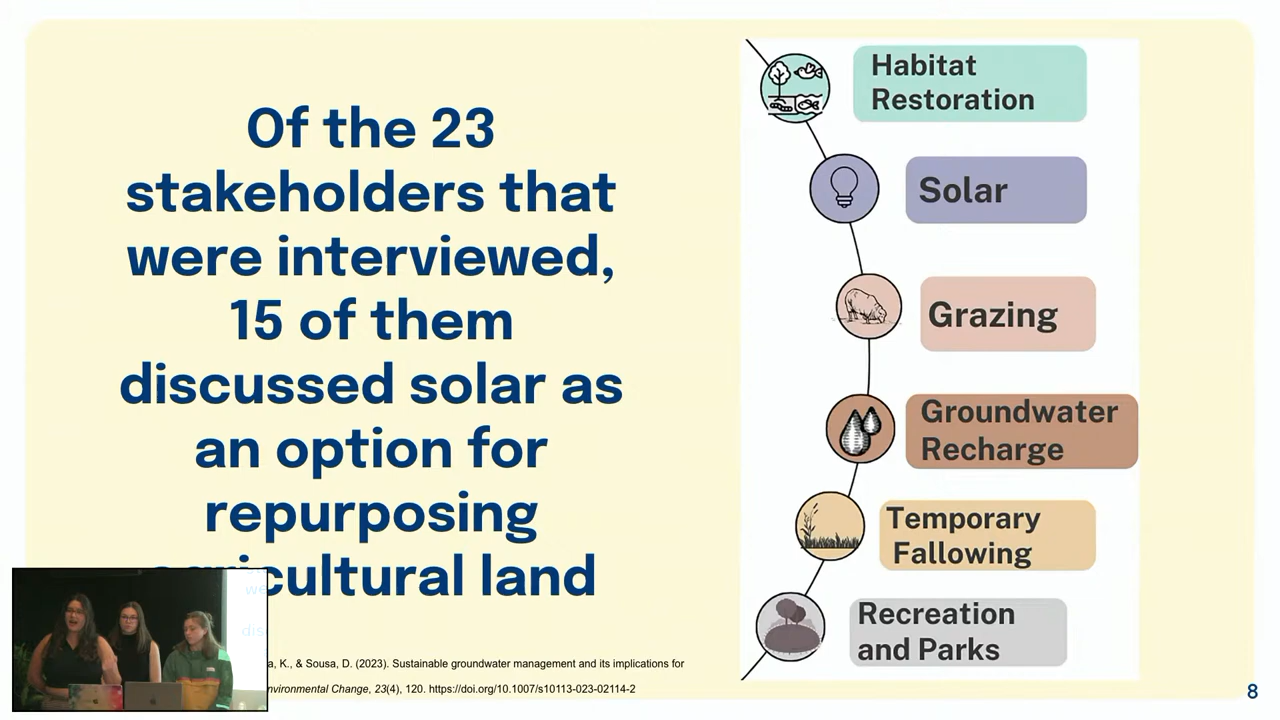 Of the 23
stakeholders that
were interviewed,
15 of them
discussed solar as
an option for
repurposing
cultural land
Habitat
Restoration
Solar
Grazing
Groundwater
Recharge
Temporary
Fallowing
Recreation
and Parks
K., & Sousa, D. (2023). Sustainable groundwater management and its implications for
Environmental Change, 23(4), 120. https://doi.org/10.1007/s10113-023-02114-2
8